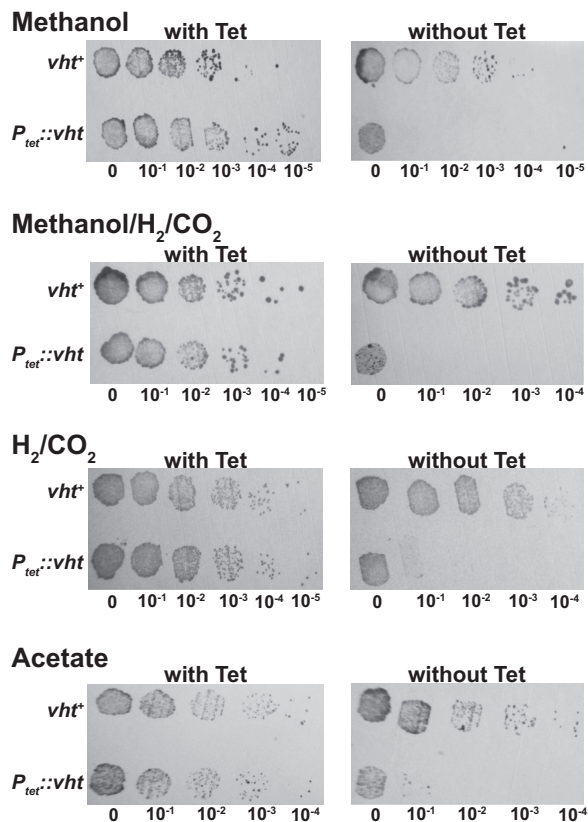 Methanol
with Tet without Tet
vht⁺
Pₜₑₜ::vht
0 10⁻¹ 10⁻² 10⁻³ 10⁻⁴ 10⁻⁵ 0 10⁻¹ 10⁻² 10⁻³ 10⁻⁴ 10⁻⁵
Methanol/H₂/CO₂
with Tet without Tet
vht⁺
Pₜₑₜ::vht
0 10⁻¹ 10⁻² 10⁻³ 10⁻⁴ 10⁻⁵ 0 10⁻¹ 10⁻² 10⁻³ 10⁻⁴
H₂/CO₂
with Tet without Tet
vht⁺
Pₜₑₜ::vht
0 10⁻¹ 10⁻² 10⁻³ 10⁻⁴ 10⁻⁵ 0 10⁻¹ 10⁻² 10⁻³ 10⁻⁴
Acetate
with Tet without Tet
vht⁺
Pₜₑₜ::vht
0 10⁻¹ 10⁻² 10⁻³ 10⁻⁴ 0 10⁻¹ 10⁻² 10⁻³ 10⁻⁴